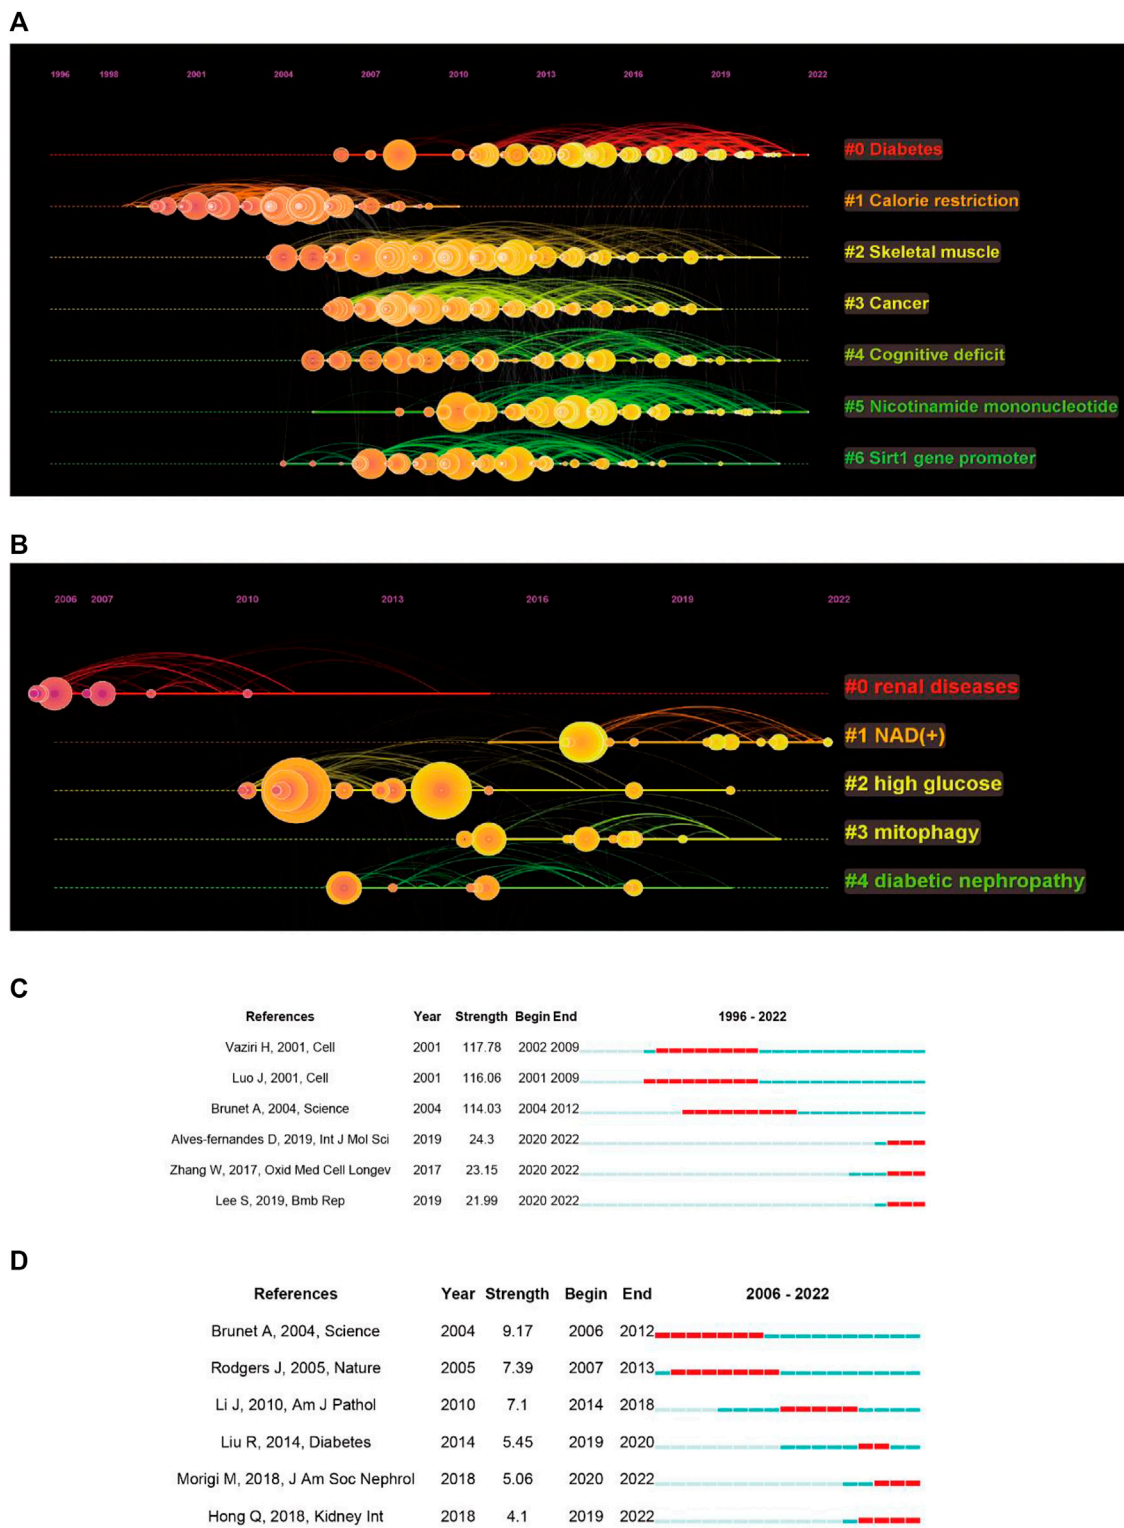 A
1996 1998 2001 2004 2007 2010 2013 2016 2019 2022
#0 Diabetes
#1 Calorie restriction
#2 Skeletal muscle
#3 Cancer
#4 Cognitive deficit
#5 Nicotinamide mononucleotide
#6 Sirt1 gene promoter
B
2006 2007 2010 2013 2016 2019 2022
#0 renal diseases
#1 NAD(+)
#2 high glucose
#3 mitophagy
#4 diabetic nephropathy
C
References Year Strength Begin End 1996 - 2022
Vaziri H, 2001, Cell 2001 117.78 2002 2009
Luo J, 2001, Cell 2001 116.06 2001 2009
Brunet A, 2004, Science 2004 114.03 2004 2012
Alves-fernandes D, 2019, Int J Mol Sci 2019 24.3 2020 2022
Zhang W, 2017, Oxid Med Cell Longev 2017 23.15 2020 2022
Lee S, 2019, Bmb Rep 2019 21.99 2020 2022
D
References Year Strength Begin End 2006 - 2022
Brunet A, 2004, Science 2004 9.17 2006 2012
Rodgers J, 2005, Nature 2005 7.39 2007 2013
Li J, 2010, Am J Pathol 2010 7.1 2014 2018
Liu R, 2014, Diabetes 2014 5.45 2019 2020
Morigi M, 2018, J Am Soc Nephrol 2018 5.06 2020 2022
Hong Q, 2018, Kidney Int 2018 4.1 2019 2022